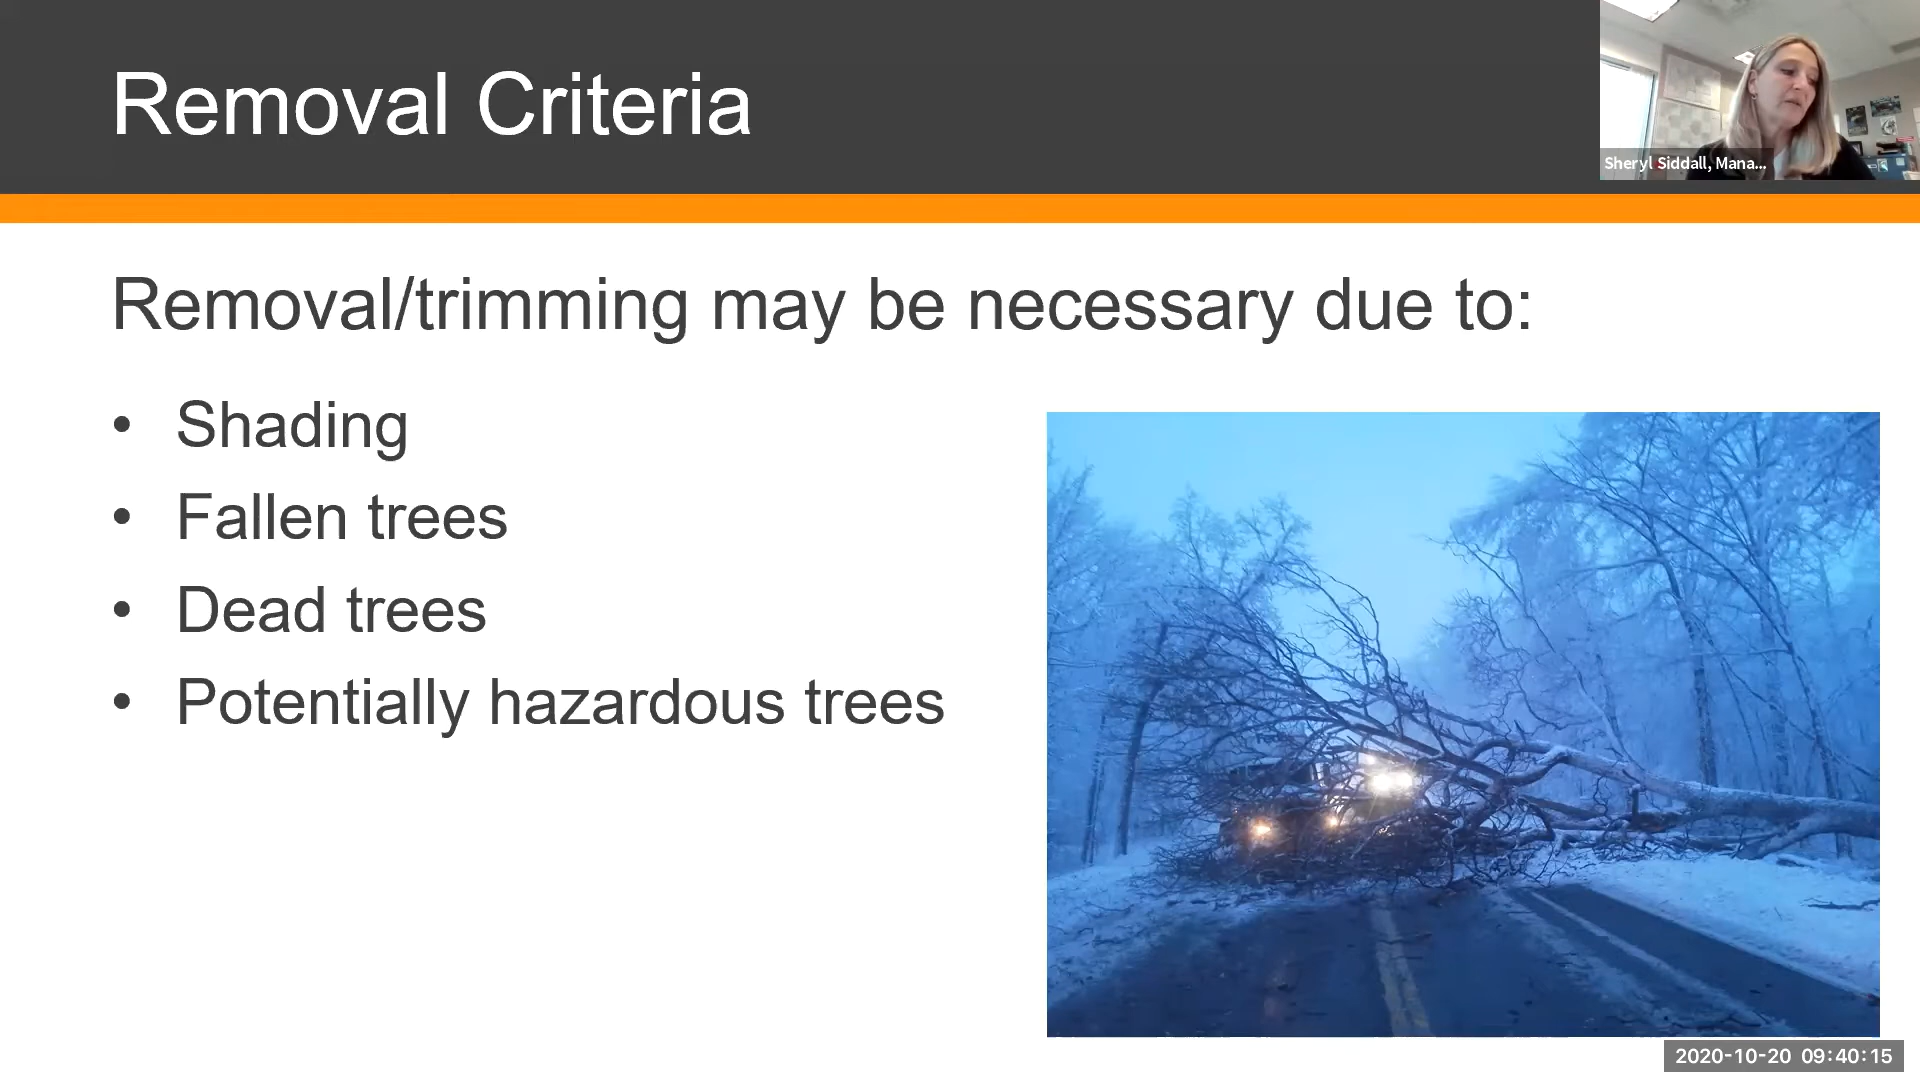 Removal Criteria
Sheryl Siddall, Mana...
Removal/trimming may be necessary due to:
• Shading
• Fallen trees
• Dead trees
• Potentially hazardous trees
2020-10-20 09:40:15